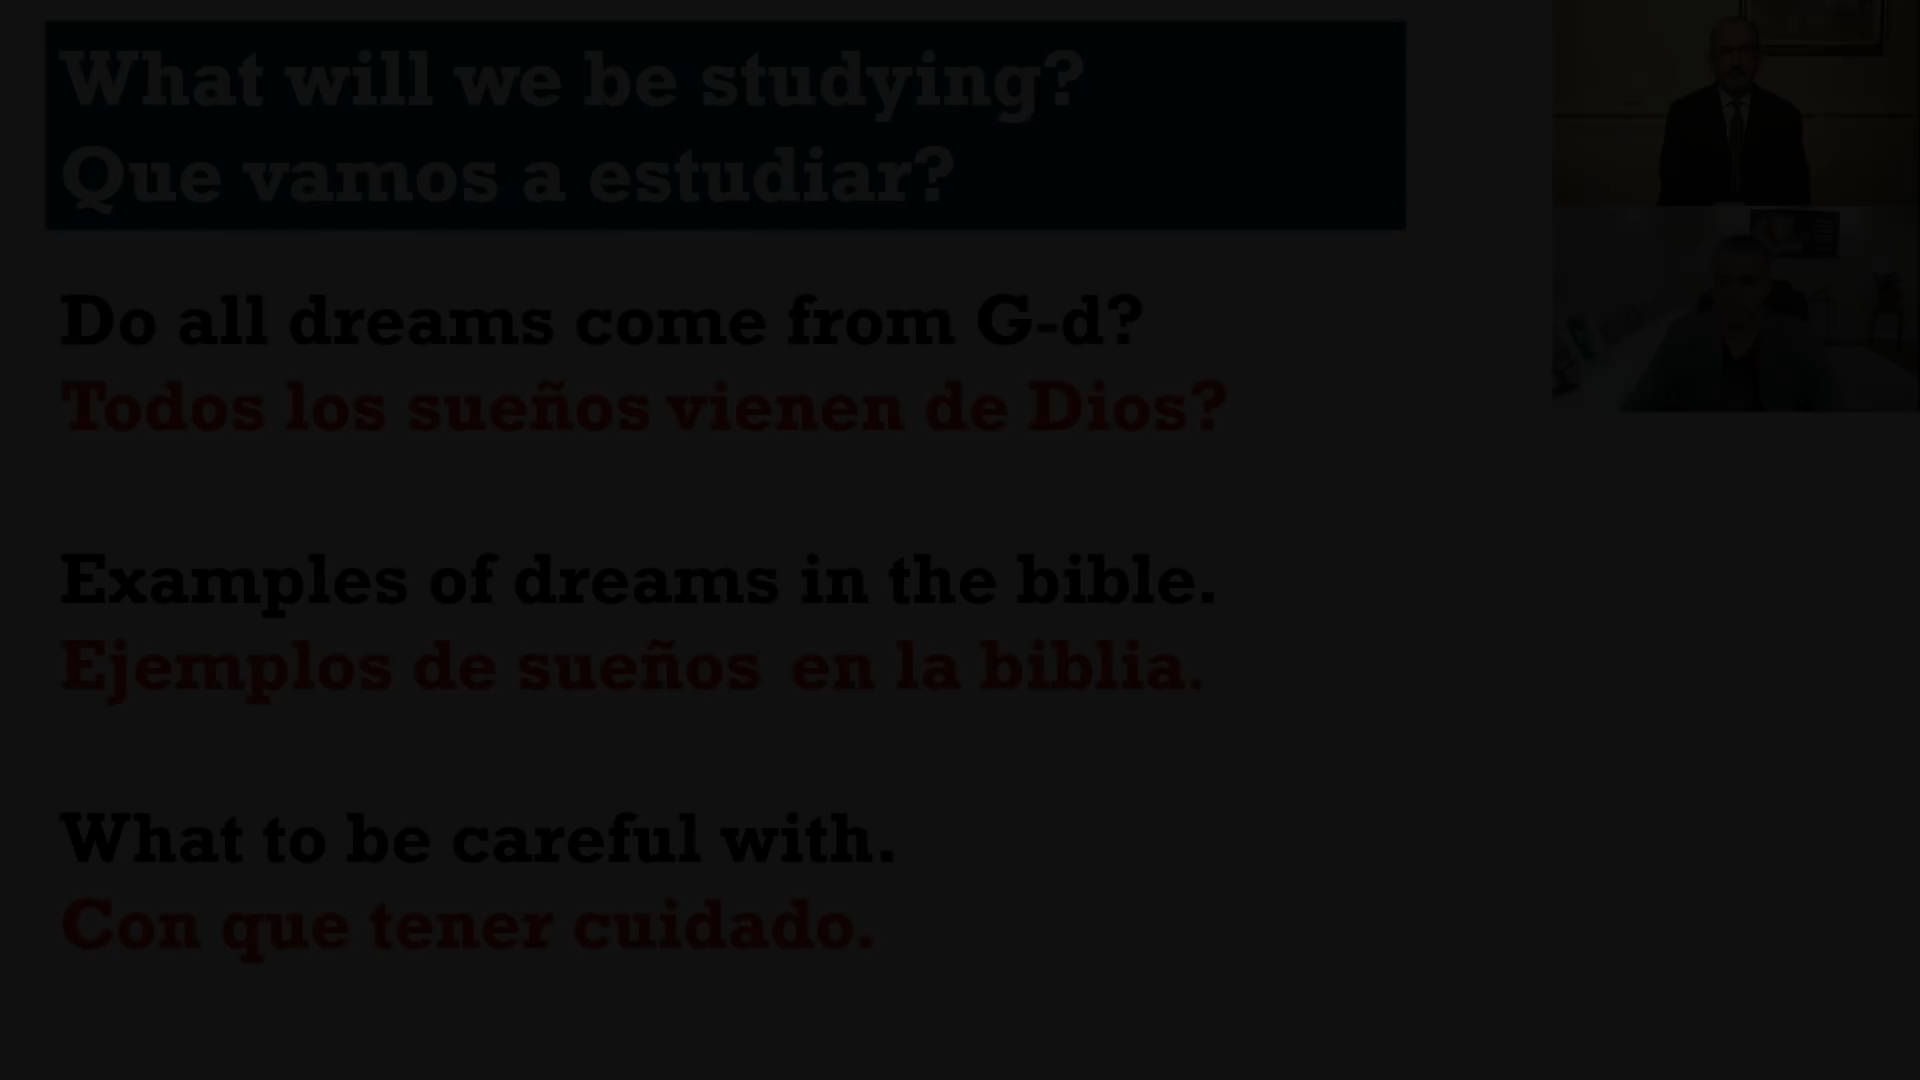 What will we be studying?
Que vamos a estudiar?
Do all dreams come from G-d?
Todos los sueños vienen de Dios?
Examples of dreams in the bible.
Ejemplos de sueños en la biblia.
What to be careful with.
Con que tener cuidado.